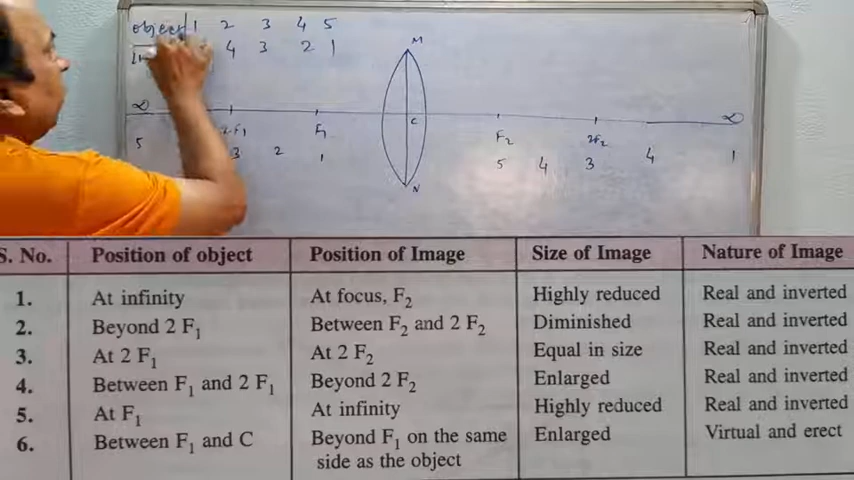 object 1 2 3 4 5
4 3 2 1
M
∞ C ∞
2F₁ F₁ F₂ 2F₂
5 3 2 1 5 4 3 4 1
N
S. No. Position of object Position of Image Size of Image Nature of Image
1. At infinity At focus, F₂ Highly reduced Real and inverted
2. Beyond 2 F₁ Between F₂ and 2 F₂ Diminished Real and inverted
3. At 2 F₁ At 2 F₂ Equal in size Real and inverted
4. Between F₁ and 2 F₁ Beyond 2 F₂ Enlarged Real and inverted
5. At F₁ At infinity Highly reduced Real and inverted
6. Between F₁ and C Beyond F₁ on the same Enlarged Virtual and erect
side as the object